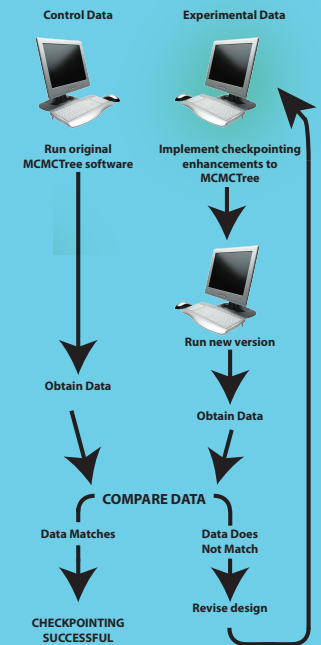 Control Data
Experimental Data
Run original
MCMCTree software
Implement checkpointing
enhancements to
MCMCTree
Run new version
Obtain Data
Obtain Data
COMPARE DATA
Data Matches
Data Does
Not Match
Revise design
CHECKPOINTING
SUCCESSFUL